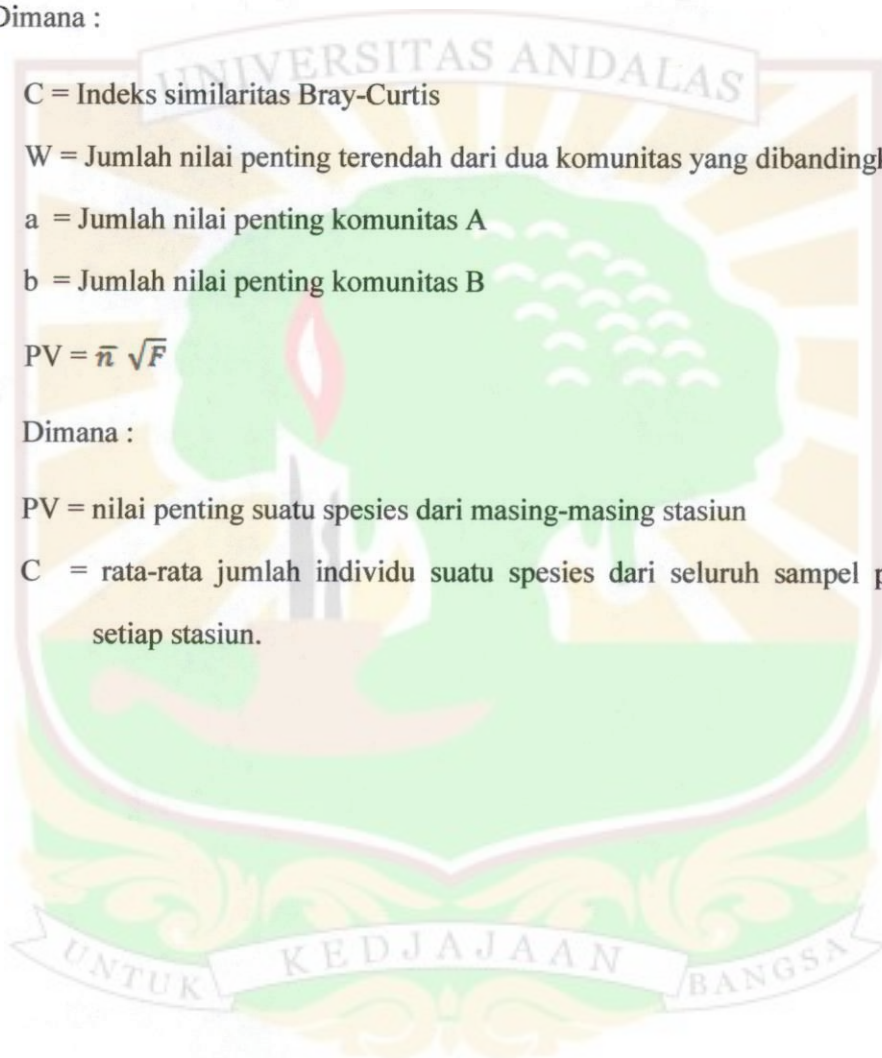 Dimana :
UNIVERSITAS ANDALAS
C = Indeks similaritas Bray-Curtis
W = Jumlah nilai penting terendah dari dua komunitas yang
a = Jumlah nilai penting komunitas A
b = Jumlah nilai penting komunitas B
PV = n̅ √F
Dimana :
PV = nilai penting suatu spesies dari masing-masing stasiun
C = rata-rata jumlah individu suatu spesies dari seluruh sampel
setiap stasiun.
UNTUK KEDJAJAAN BANGSA